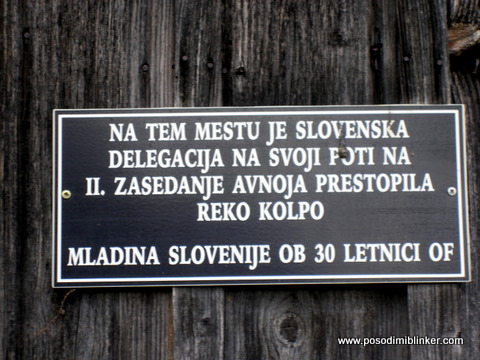 NA TEM MESTU JE SLOVENSKA
DELEGACIJA NA SVOJI POTI NA
II. ZASEDANJE AVNOJA PRESTOPILA
REKO KOLPO
MLADINA SLOVENIJE OB 30 LETNICI OF
www.posodimiblinker.com